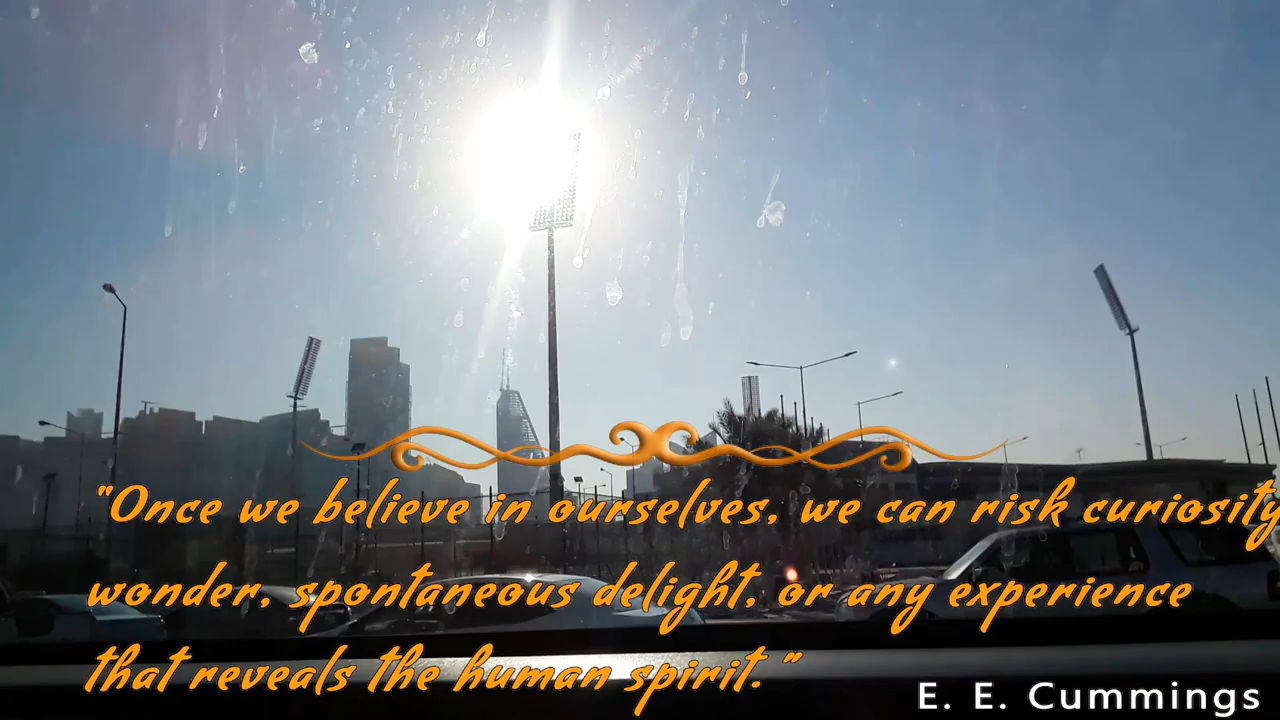 "Once we believe in ourselves, we can risk curiosity
wonder, spontaneous delight, or any experience
that reveals the human spirit."
E. E. Cummings